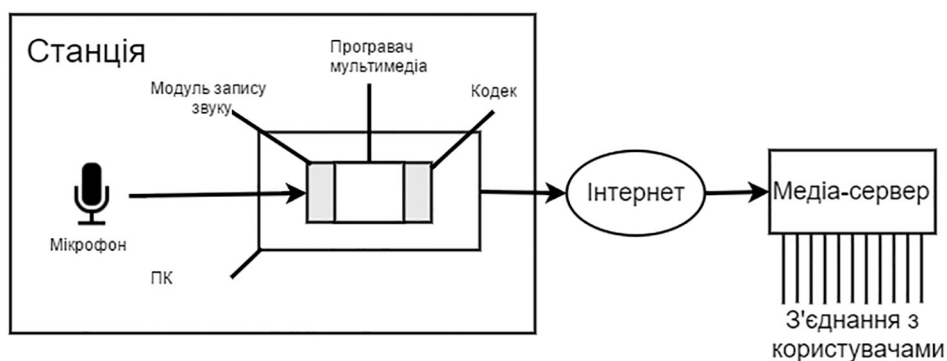 Станція
Програвач
мультимедіа
Модуль запису
звуку
Кодек
Мікрофон
ПК
Інтернет
Медіа-сервер
З'єднання з
користувачами